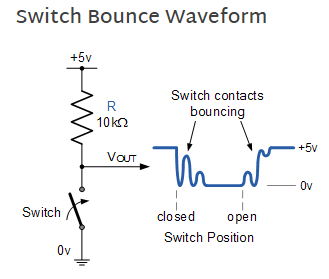 Switch Bounce Waveform
+5v
R
10kΩ
VOUT
Switch
0v
Switch contacts
bouncing
+5v
0v
closed
open
Switch Position